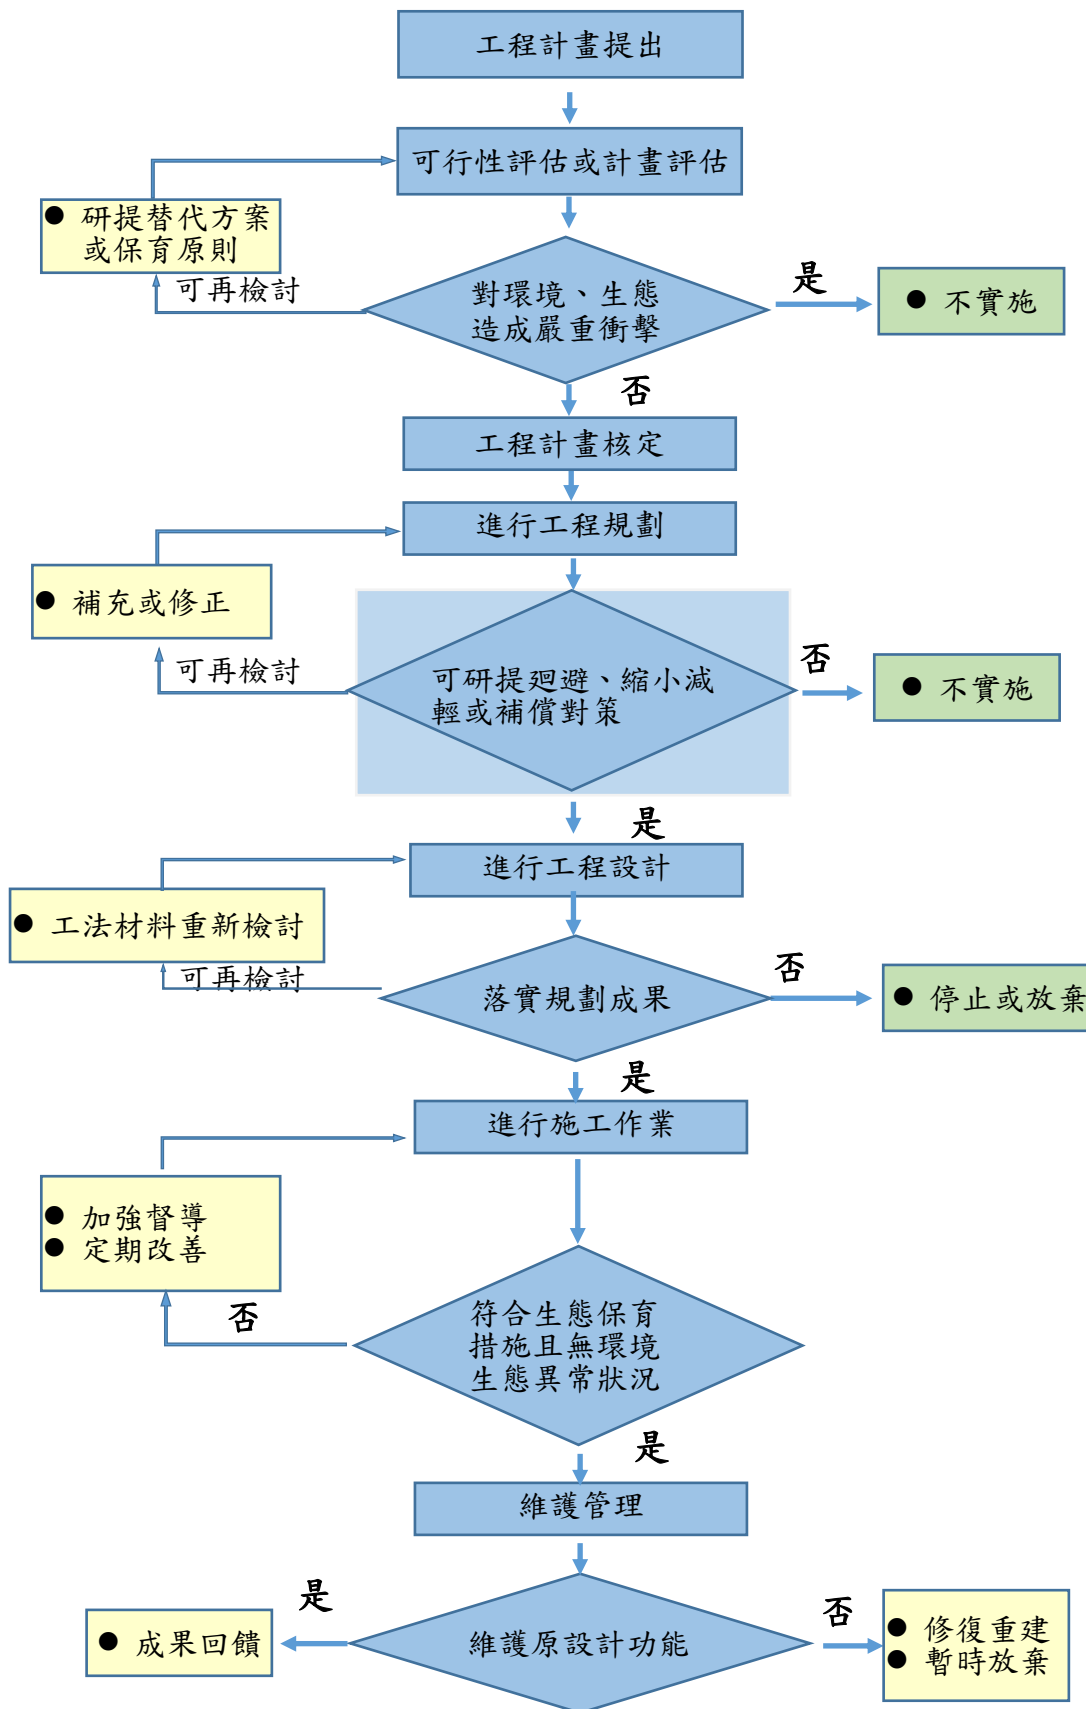 工程計畫提出
可行性評估或計畫評估
● 研提替代方案
或保育原則
可再檢討
對環境、生態
造成嚴重衝擊
是
● 不實施
否
工程計畫核定
進行工程規劃
● 補充或修正
可再檢討
可研提迴避、縮小減
輕或補償對策
否
● 不實施
是
進行工程設計
● 工法材料重新檢討
可再檢討
落實規劃成果
否
● 停止或放棄
是
進行施工作業
● 加強督導
● 定期改善
否
符合生態保育
措施且無環境
生態異常狀況
是
維護管理
是
● 成果回饋
維護原設計功能
否
● 修復重建
● 暫時放棄